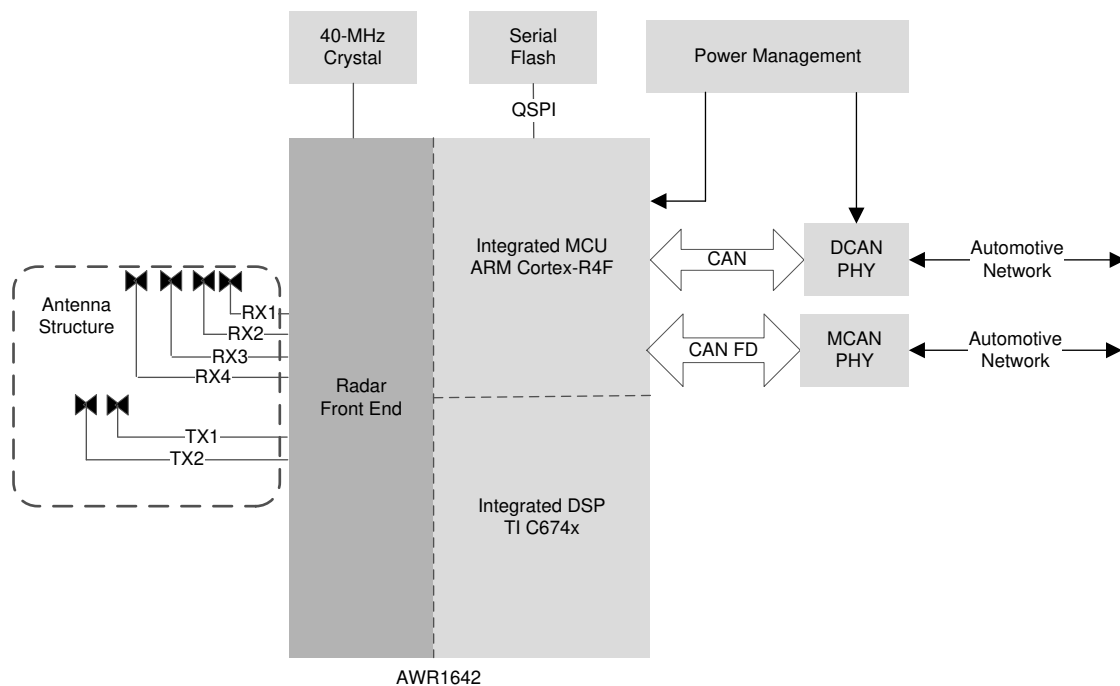 40-MHz
Crystal
Serial
Flash
Power Management
QSPI
Integrated MCU
ARM Cortex-R4F
CAN
DCAN
PHY
Automotive
Network
Antenna
Structure
RX1
RX2
RX3
RX4
CAN FD
MCAN
PHY
Automotive
Network
Radar
Front End
TX1
TX2
Integrated DSP
TI C674x
AWR1642